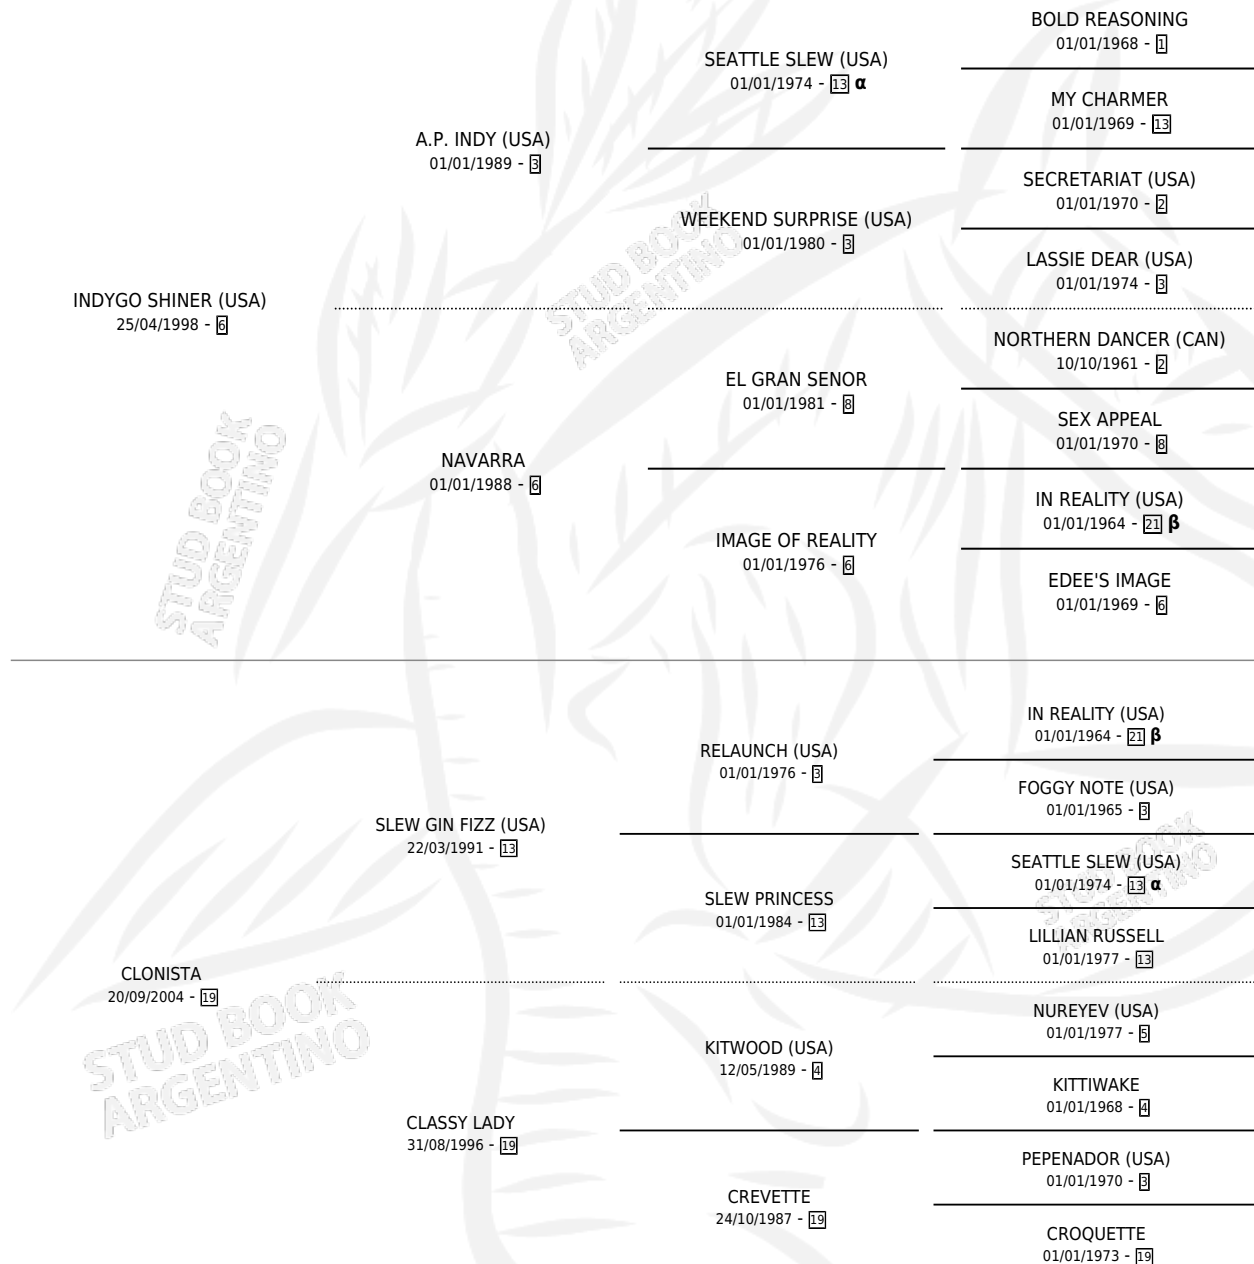 BOLD REASONING
01/01/1968 - 1
SEATTLE SLEW (USA)
01/01/1974 - 13 α
MY CHARMER
01/01/1969 - 13
A.P. INDY (USA)
01/01/1989 - 3
SECRETARIAT (USA)
01/01/1970 - 2
WEEKEND SURPRISE (USA)
01/01/1980 - 3
LASSIE DEAR (USA)
01/01/1974 - 3
INDYGO SHINER (USA)
25/04/1998 - 6
NORTHERN DANCER (CAN)
10/10/1961 - 2
EL GRAN SENOR
01/01/1981 - 8
SEX APPEAL
01/01/1970 - 8
NAVARRA
01/01/1988 - 6
IN REALITY (USA)
01/01/1964 - 21 β
IMAGE OF REALITY
01/01/1976 - 6
EDEE'S IMAGE
01/01/1969 - 6
IN REALITY (USA)
01/01/1964 - 21 β
RELAUNCH (USA)
01/01/1976 - 3
FOGGY NOTE (USA)
01/01/1965 - 3
SLEW GIN FIZZ (USA)
22/03/1991 - 13
SEATTLE SLEW (USA)
01/01/1974 - 13 α
SLEW PRINCESS
01/01/1984 - 13
LILLIAN RUSSELL
01/01/1977 - 13
CLONISTA
20/09/2004 - 19
NUREYEV (USA)
01/01/1977 - 5
KITWOOD (USA)
12/05/1989 - 4
KITTIWAKE
01/01/1968 - 4
CLASSY LADY
31/08/1996 - 19
PEPENADOR (USA)
01/01/1970 - 3
CREVETTE
24/10/1987 - 19
CROQUETTE
01/01/1973 - 19
STUD BOOK
ARGENTINO
STUD BOOK
ARGENTINO
STUD BOOK
ARGENTINO
STUD BOOK
ARGENTINO